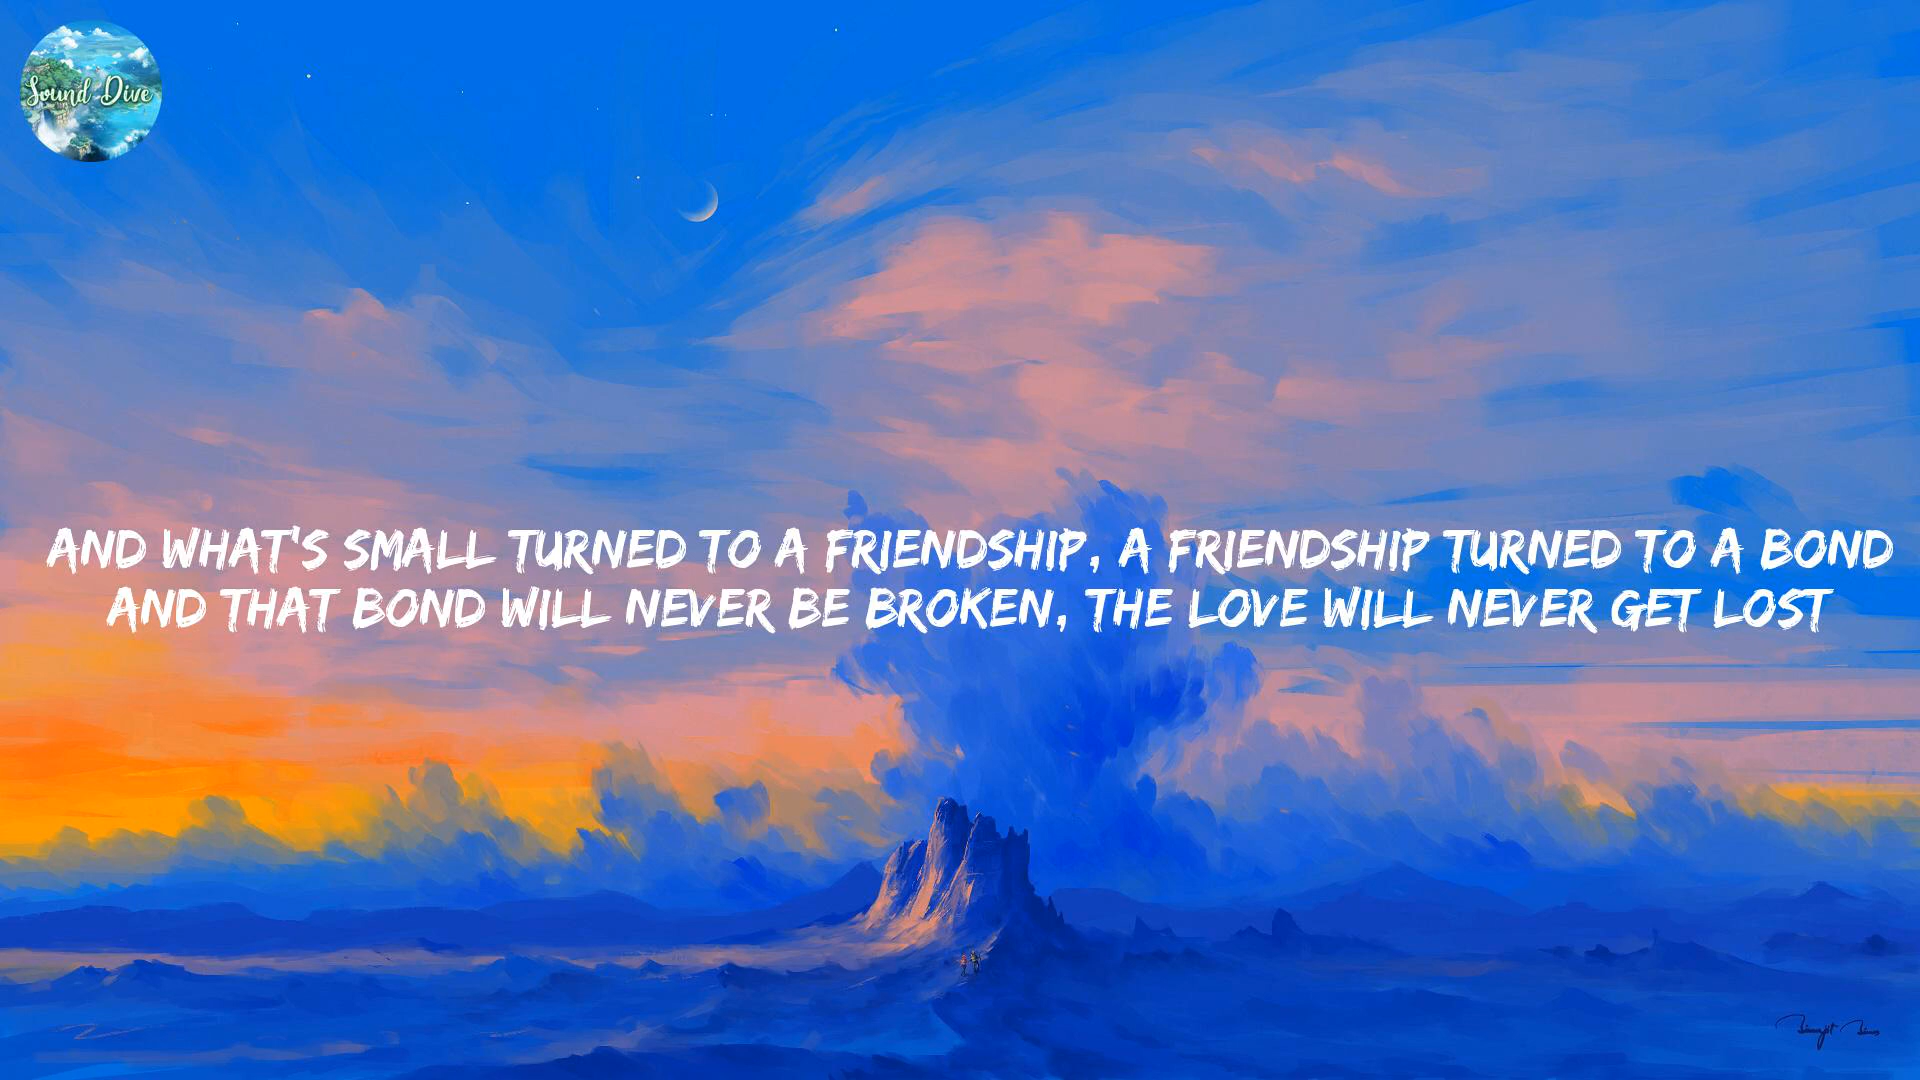 Sound Dive
AND WHAT'S SMALL TURNED TO A FRIENDSHIP, A FRIENDSHIP TURNED TO A BOND
AND THAT BOND WILL NEVER BE BROKEN, THE LOVE WILL NEVER GET LOST